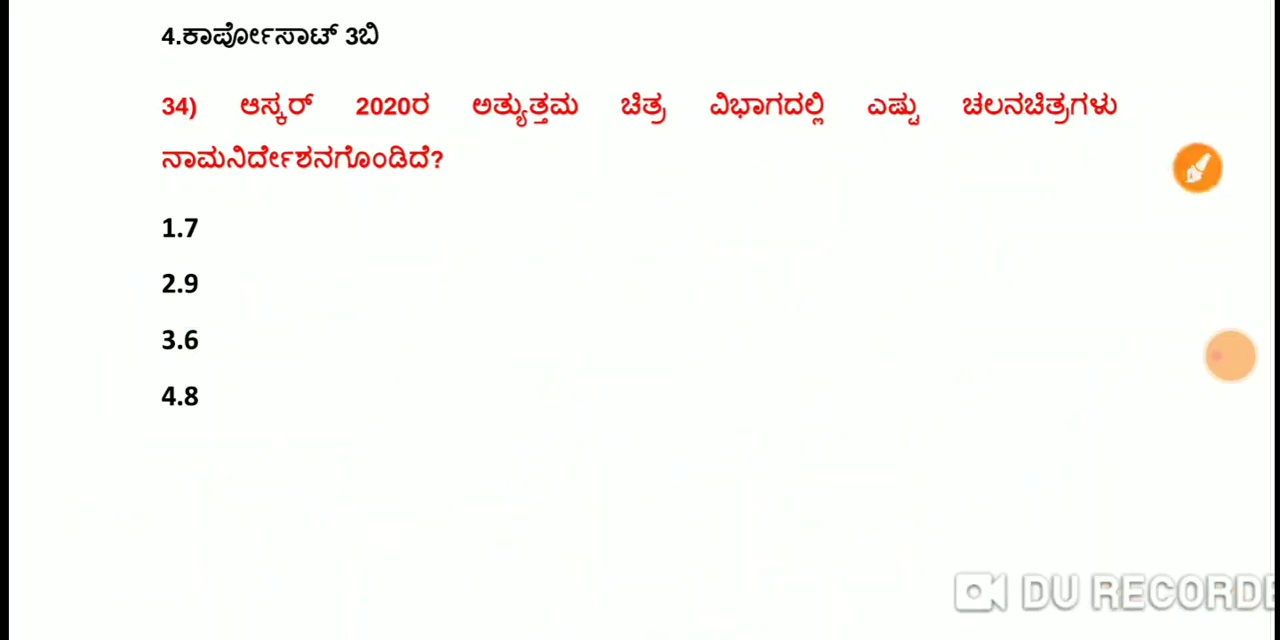 4.ಕಾರ್ಪೋಸಾಟ್ 3ಬಿ
34) ಆಸ್ಕರ್ 2020ರ ಅತ್ಯುತ್ತಮ ಚಿತ್ರ ವಿಭಾಗದಲ್ಲಿ ಎಷ್ಟು ಚಲನಚಿತ್ರಗಳು
ನಾಮನಿರ್ದೇಶನಗೊಂಡಿದೆ?
1.7
2.9
3.6
4.8
DU RECORDE